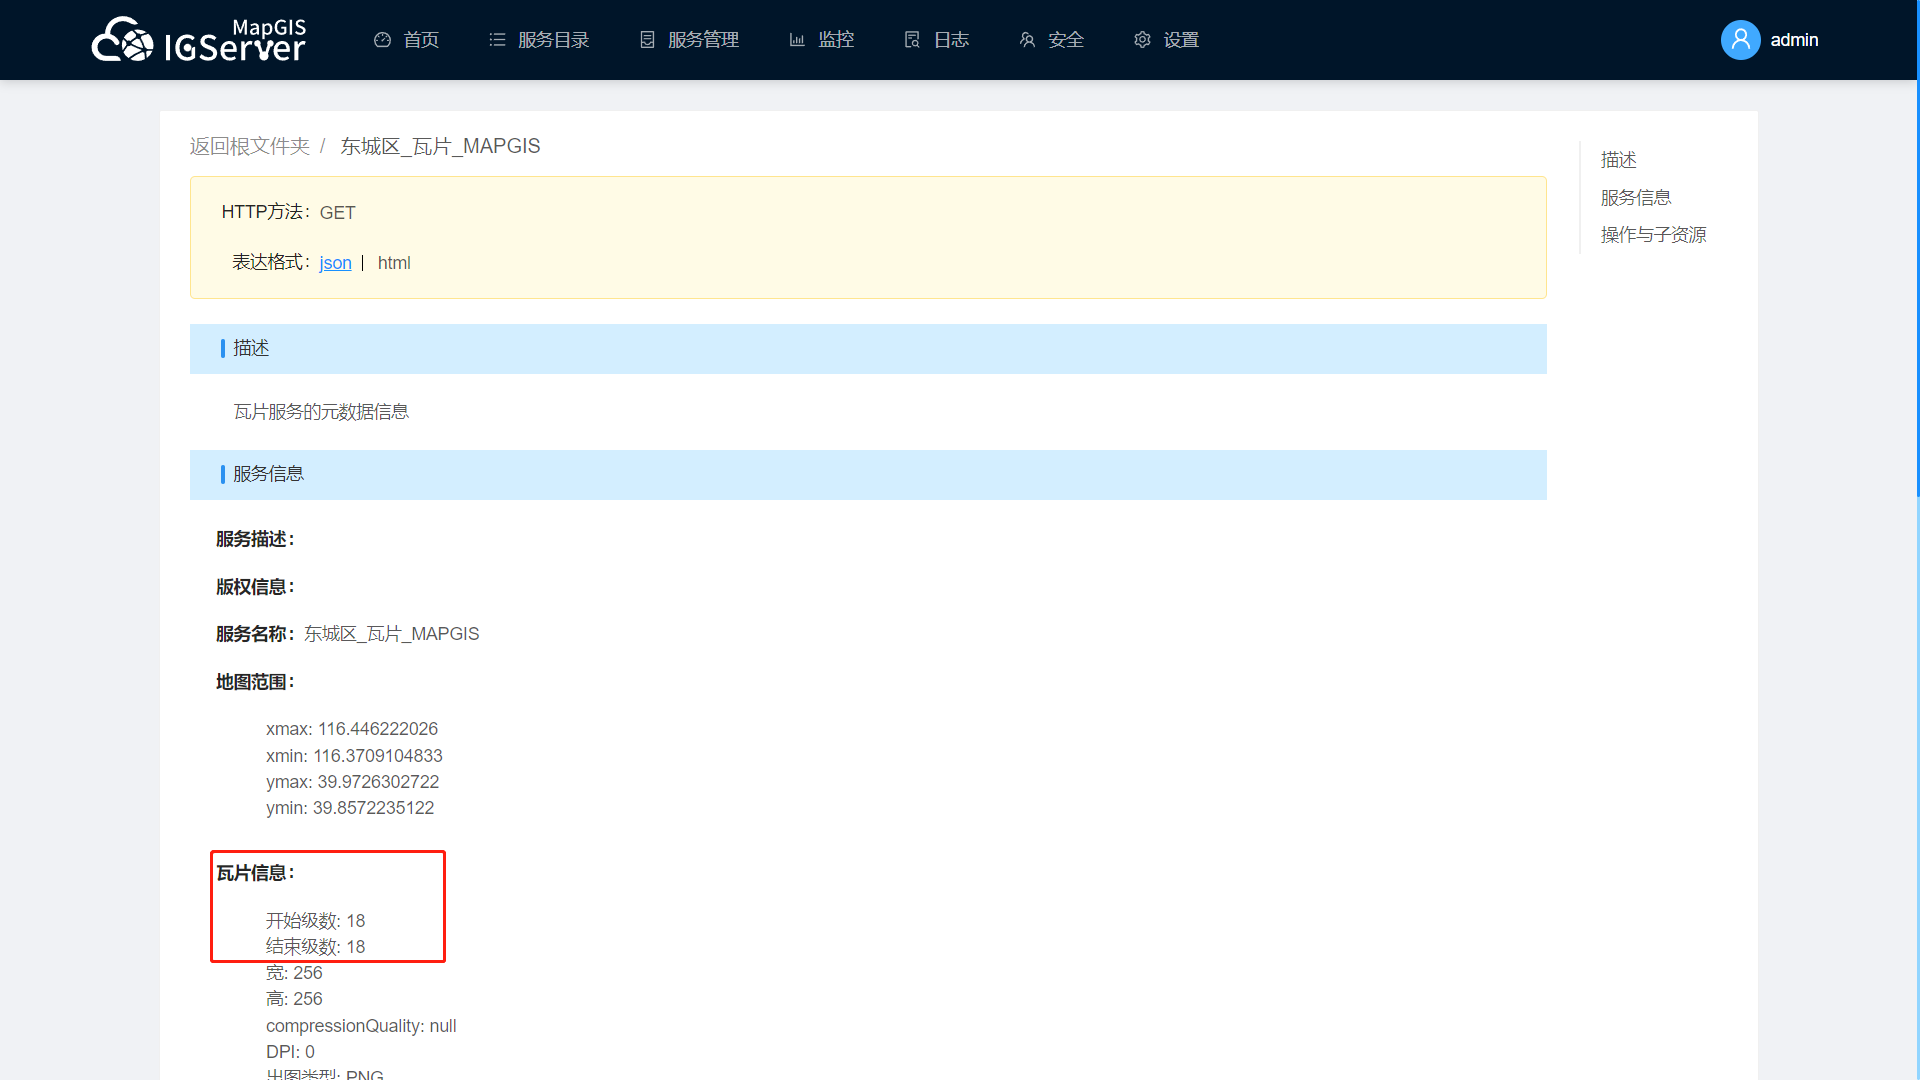 MapGIS
IGServer
首页
服务目录
服务管理
监控
日志
安全
设置
admin
返回根文件夹 / 东城区_瓦片_MAPGIS
HTTP方法： GET
表达格式： json | html
描述
服务信息
操作与子资源
描述
瓦片服务的元数据信息
服务信息
服务描述：
版权信息：
服务名称： 东城区_瓦片_MAPGIS
地图范围：
xmax: 116.446222026
xmin: 116.3709104833
ymax: 39.9726302722
ymin: 39.8572235122
瓦片信息：
开始级数: 18
结束级数: 18
宽: 256
高: 256
compressionQuality: null
DPI: 0
出图类型: PNG